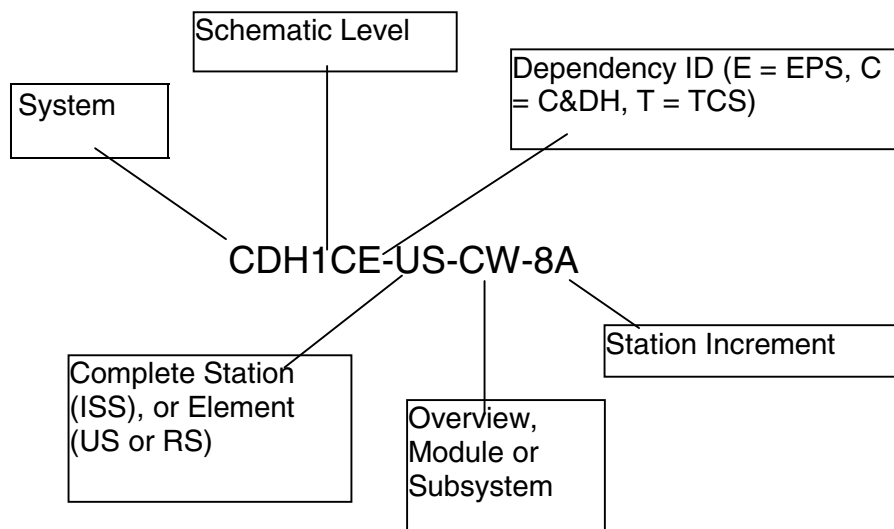 Schematic Level
Dependency ID (E = EPS, C
= C&DH, T = TCS)
System
CDH1CE-US-CW-8A
Station Increment
Complete Station
(ISS), or Element
(US or RS)
Overview,
Module or
Subsystem